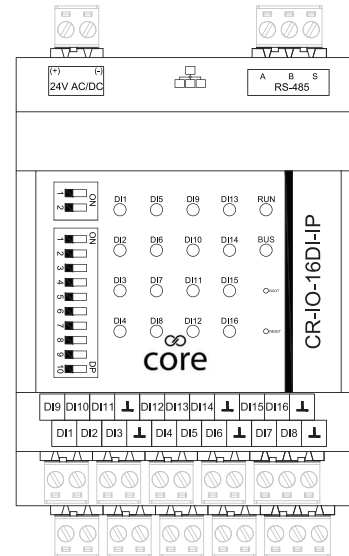 (+) (-)
24V AC/DC
A B S
RS-485
ON
1
2
ON
1
2
3
4
5
6
7
8
9
10
DP
DI1 DI5 DI9 DI13 RUN
DI2 DI6 DI10 DI14 BUS
DI3 DI7 DI11 DI15 BOOT
DI4 DI8 DI12 DI16 RESET
core
CR-IO-16DI-IP
DI9 DI10 DI11 DI12 DI13 DI14 DI15 DI16
DI1 DI2 DI3 DI4 DI5 DI6 DI7 DI8